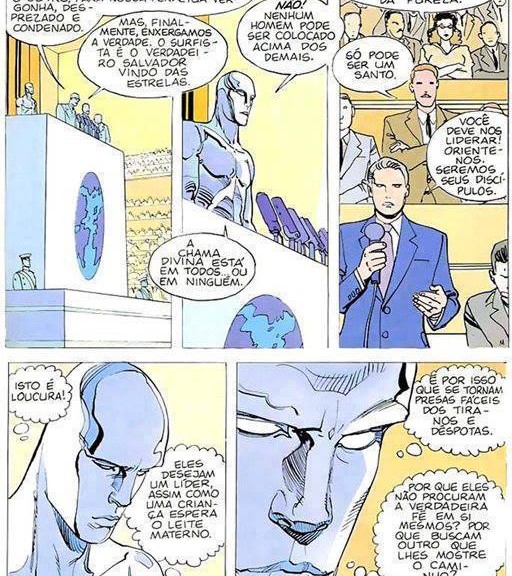 SONHA, DES-
PREZADO E
CONDENADO.
MAS, FINAL-
MENTE, ENXERGAMOS
A VERDADE. O SURFIS-
TA É O VERDADEI-
RO SALVADOR
VINDO DAS
ESTRELAS.
NÃO!
NENHUM
HOMEM PODE
SER COLOCADO
ACIMA DOS
DEMAIS.
A
CHAMA
DIVINA ESTÁ
EM TODOS...OU
EM NINGUÉM.
DA PUREZA.
SÓ PODE
SER UM
SANTO.
VOCÊ
DEVE NOS
LIDERAR!
ORIENTE-
NOS.
SEREMOS
SEUS DISCÍ-
PULOS.
ISTO É
LOUCURA!
ELES
DESEJAM
UM LÍDER,
ASSIM COMO
UMA CRIAN-
ÇA ESPERA
O LEITE
MATERNO.
É POR ISSO
QUE SE TORNAM
PRESAS FÁCEIS
DOS TIRA-
NOS E
DÉSPOTAS.
POR QUE ELES
NÃO PROCURAM
A VERDADEIRA
FÉ EM SI
MESMOS? POR
QUE BUSCAM
OUTRO QUE
LHES MOSTRE
O CAMI-